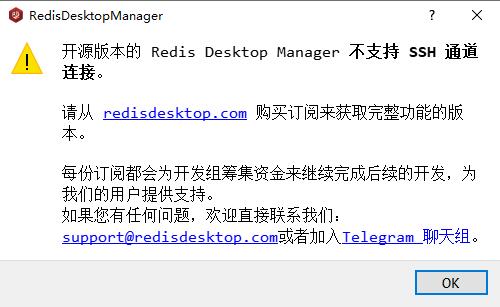 RedisDesktopManager
? ×
开源版本的 Redis Desktop Manager 不支持 SSH 通道
连接。
请从 redisdesktop.com 购买订阅来获取完整功能的版
本。
每份订阅都会为开发组筹集资金来继续完成后续的开发，为
我们的用户提供支持。
如果您有任何问题，欢迎直接联系我们：
support@redisdesktop.com或者加入Telegram 聊天组。
OK